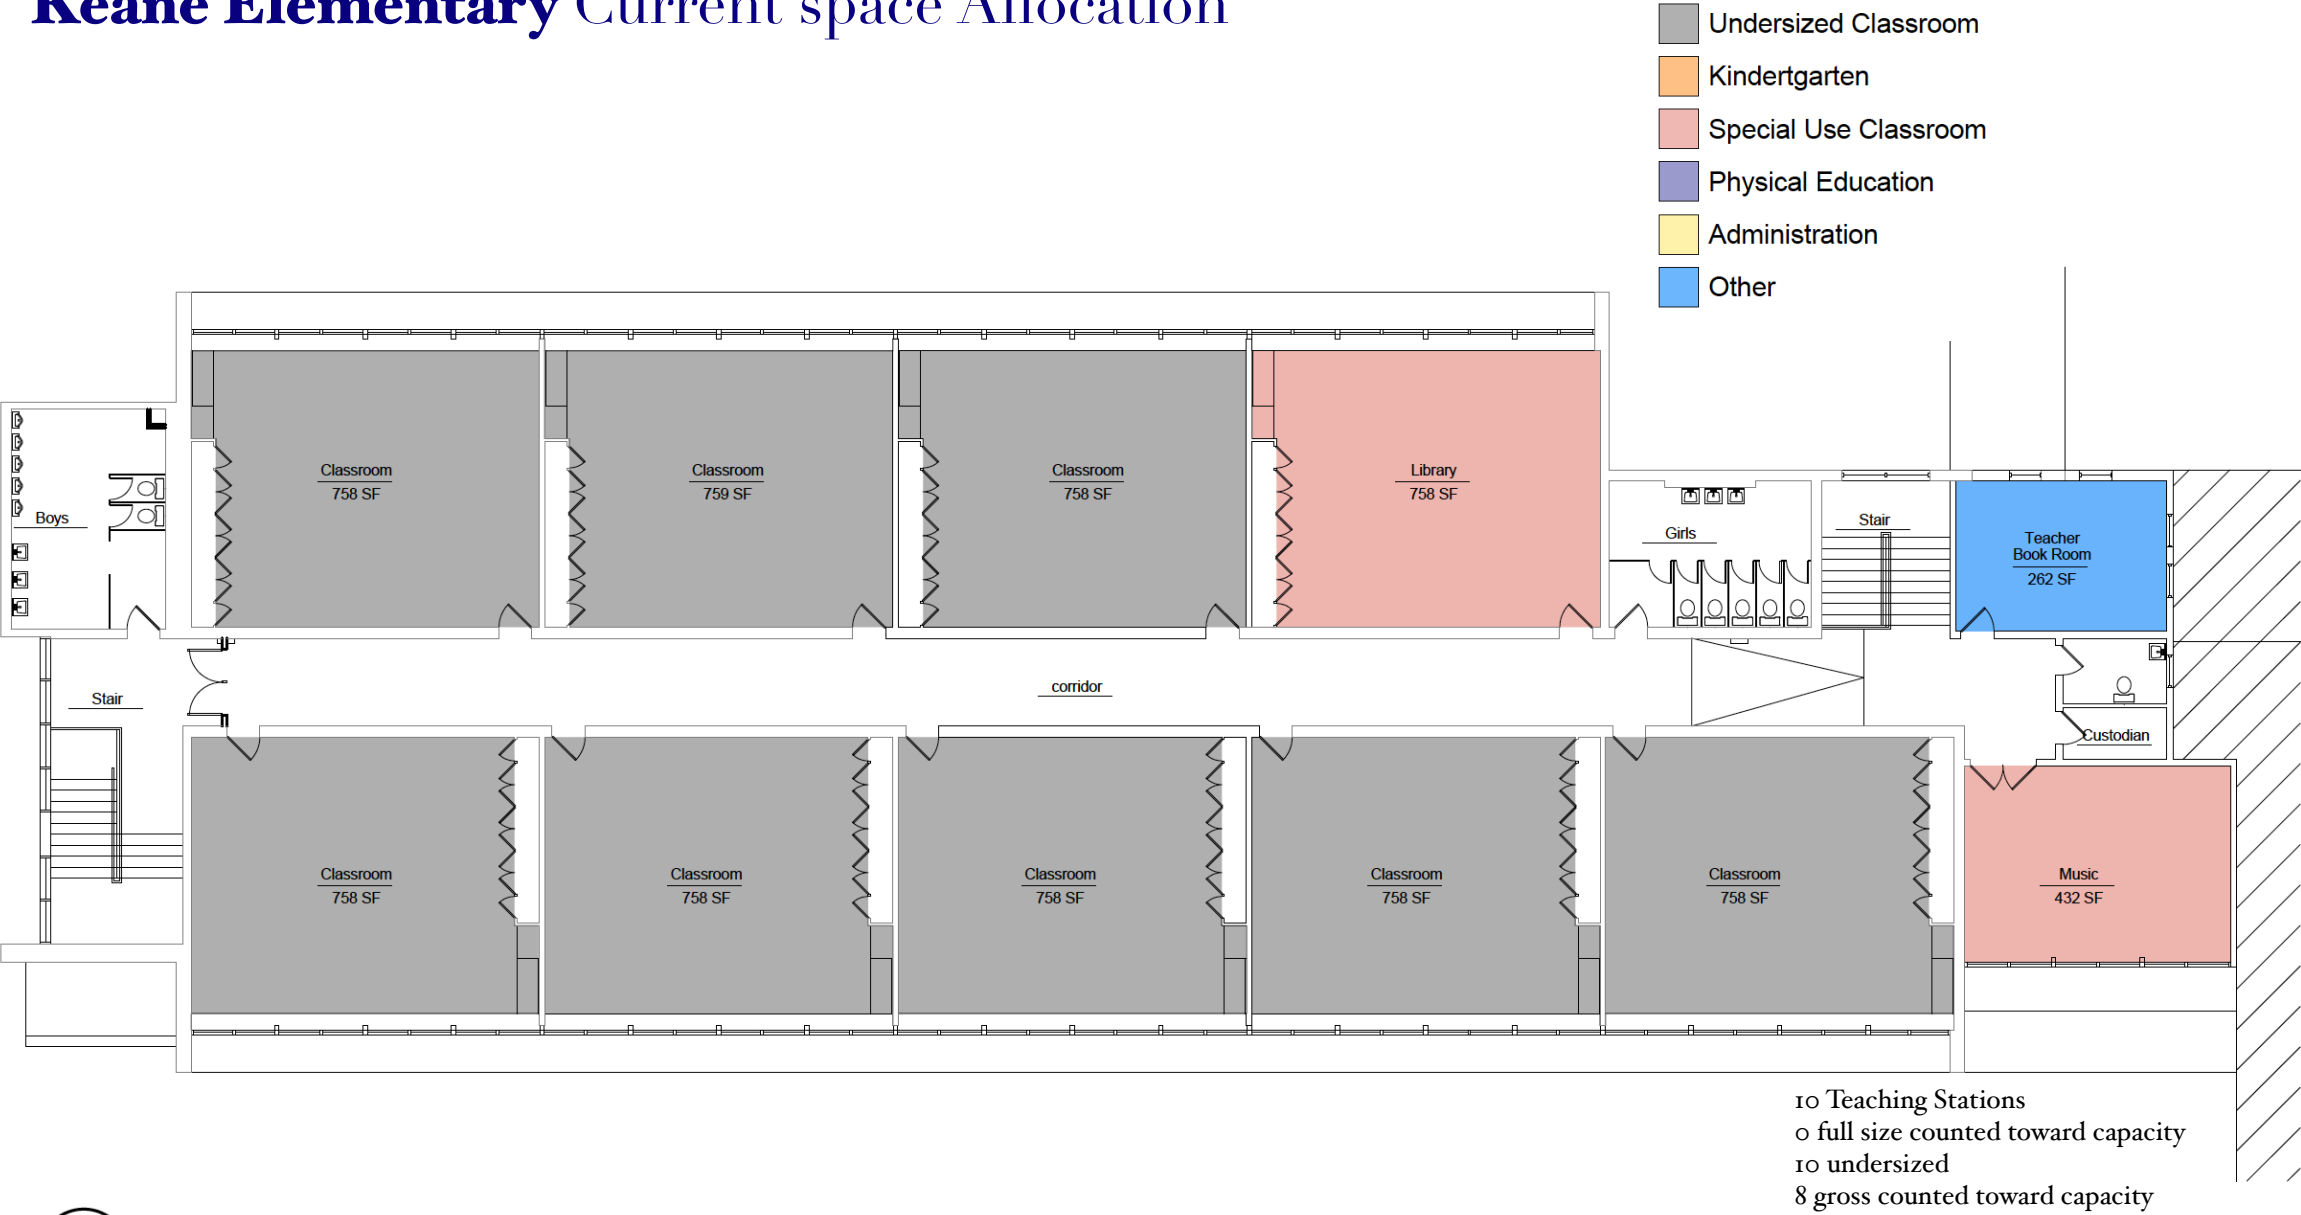 Keane Elementary Current space Allocation
Undersized Classroom
Kindertgarten
Special Use Classroom
Physical Education
Administration
Other
Classroom
758 SF
Classroom
759 SF
Classroom
758 SF
Library
758 SF
Boys
Girls
Stair
Teacher
Book Room
262 SF
Stair
corridor
Custodian
Classroom
758 SF
Classroom
758 SF
Classroom
758 SF
Classroom
758 SF
Classroom
758 SF
Music
432 SF
10 Teaching Stations
0 full size counted toward capacity
10 undersized
8 gross counted toward capacity